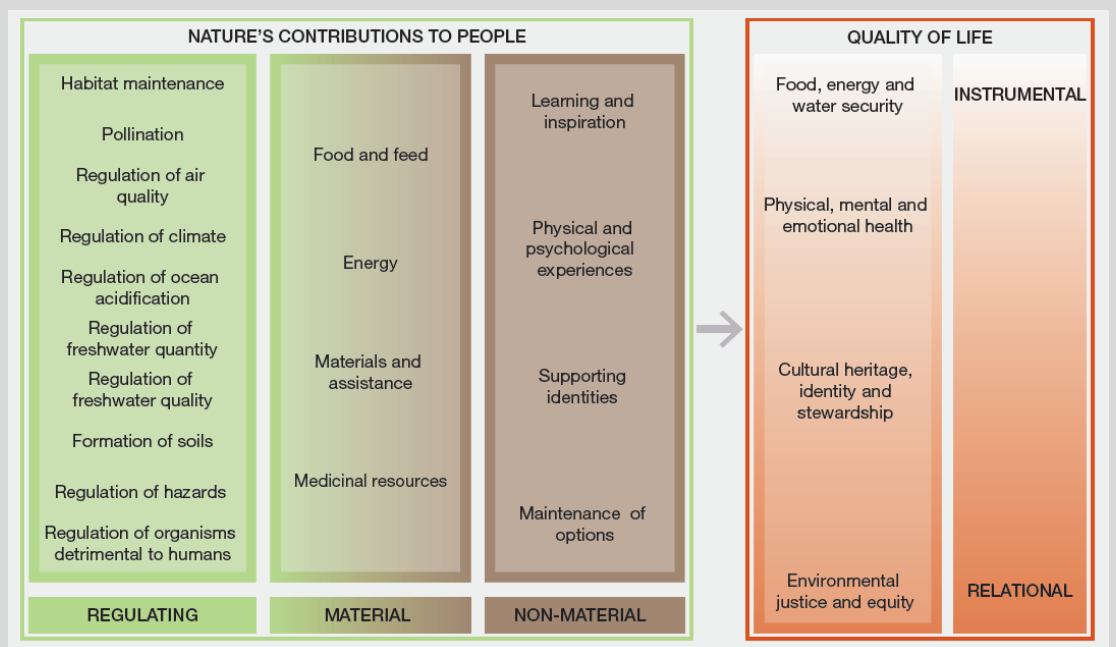 NATURE'S CONTRIBUTIONS TO PEOPLE
Habitat maintenance
Pollination
Regulation of air
quality
Regulation of climate
Regulation of ocean
acidification
Regulation of
freshwater quantity
Regulation of
freshwater quality
Formation of soils
Regulation of hazards
Regulation of organisms
detrimental to humans
REGULATING
Food and feed
Energy
Materials and
assistance
Medicinal resources
MATERIAL
Learning and
inspiration
Physical and
psychological
experiences
Supporting
identities
Maintenance of
options
NON-MATERIAL
QUALITY OF LIFE
Food, energy and
water security
Physical, mental and
emotional health
Cultural heritage,
identity and
stewardship
Environmental
justice and equity
INSTRUMENTAL
RELATIONAL